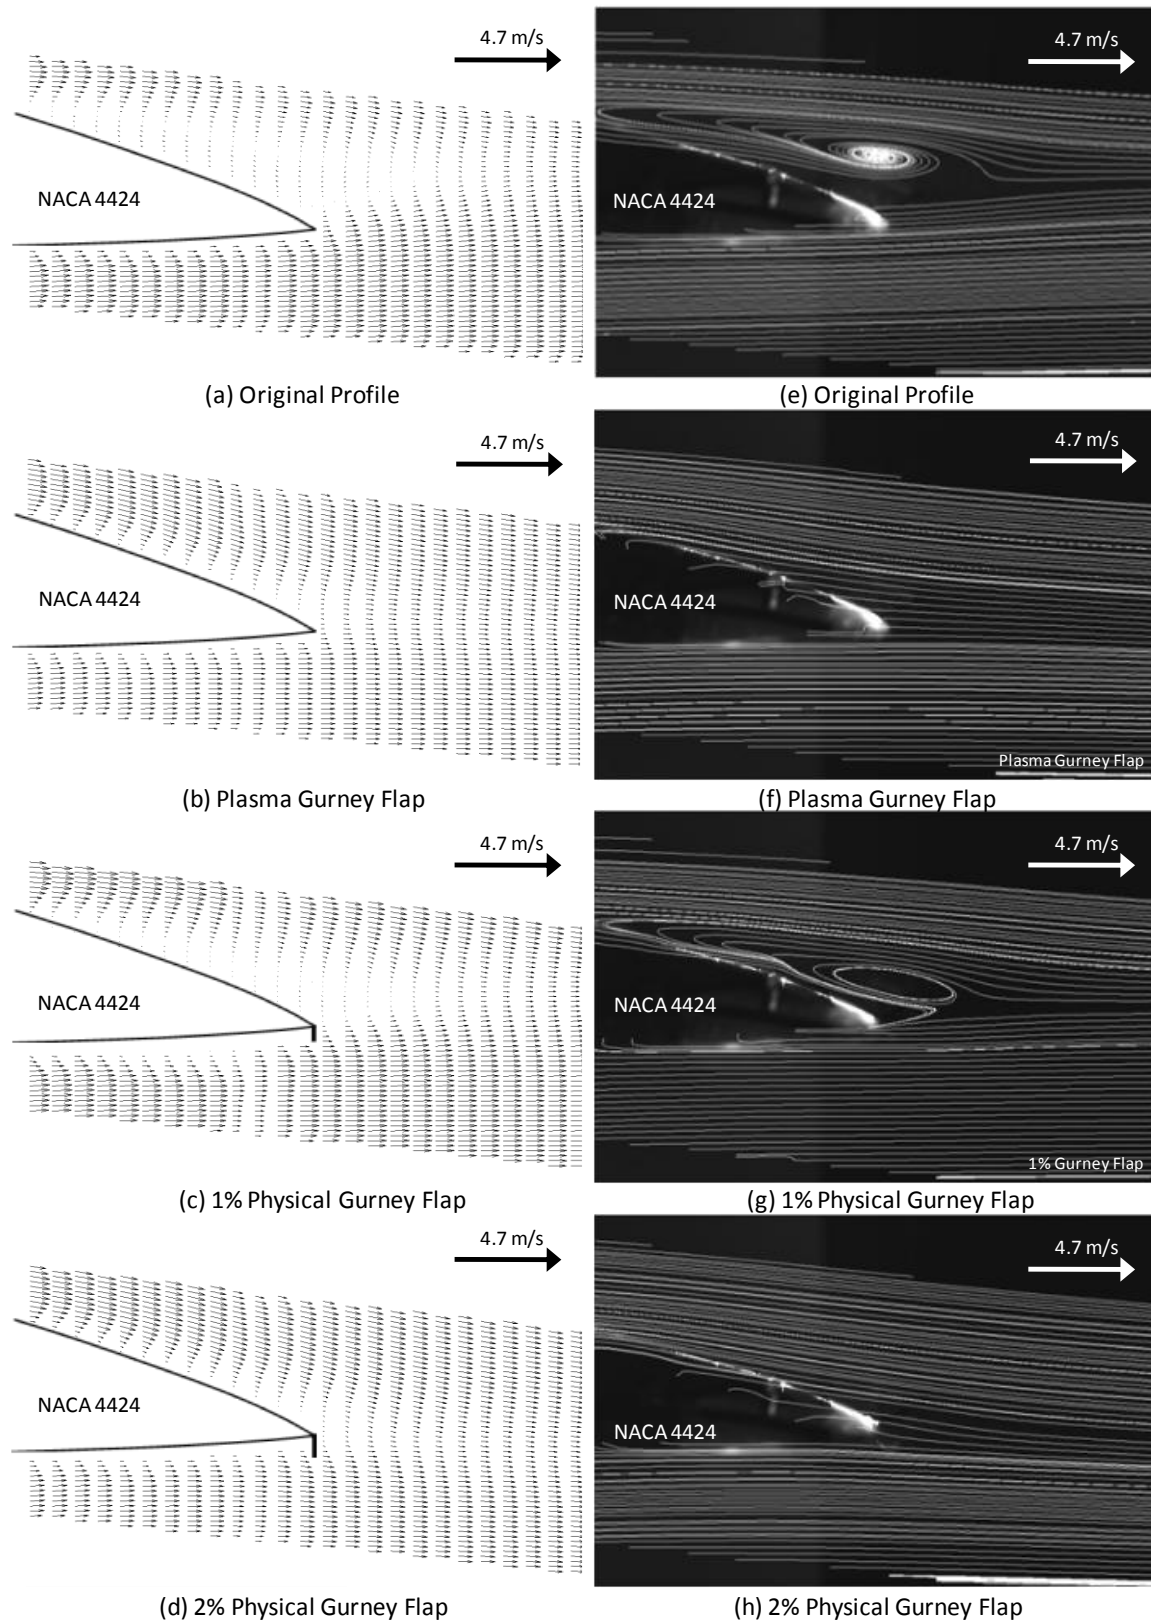 4.7 m/s
NACA 4424
(a) Original Profile
4.7 m/s
NACA 4424
(e) Original Profile
4.7 m/s
NACA 4424
(b) Plasma Gurney Flap
4.7 m/s
NACA 4424
Plasma Gurney Flap
(f) Plasma Gurney Flap
4.7 m/s
NACA 4424
(c) 1% Physical Gurney Flap
4.7 m/s
NACA 4424
1% Gurney Flap
(g) 1% Physical Gurney Flap
4.7 m/s
NACA 4424
(d) 2% Physical Gurney Flap
4.7 m/s
NACA 4424
(h) 2% Physical Gurney Flap